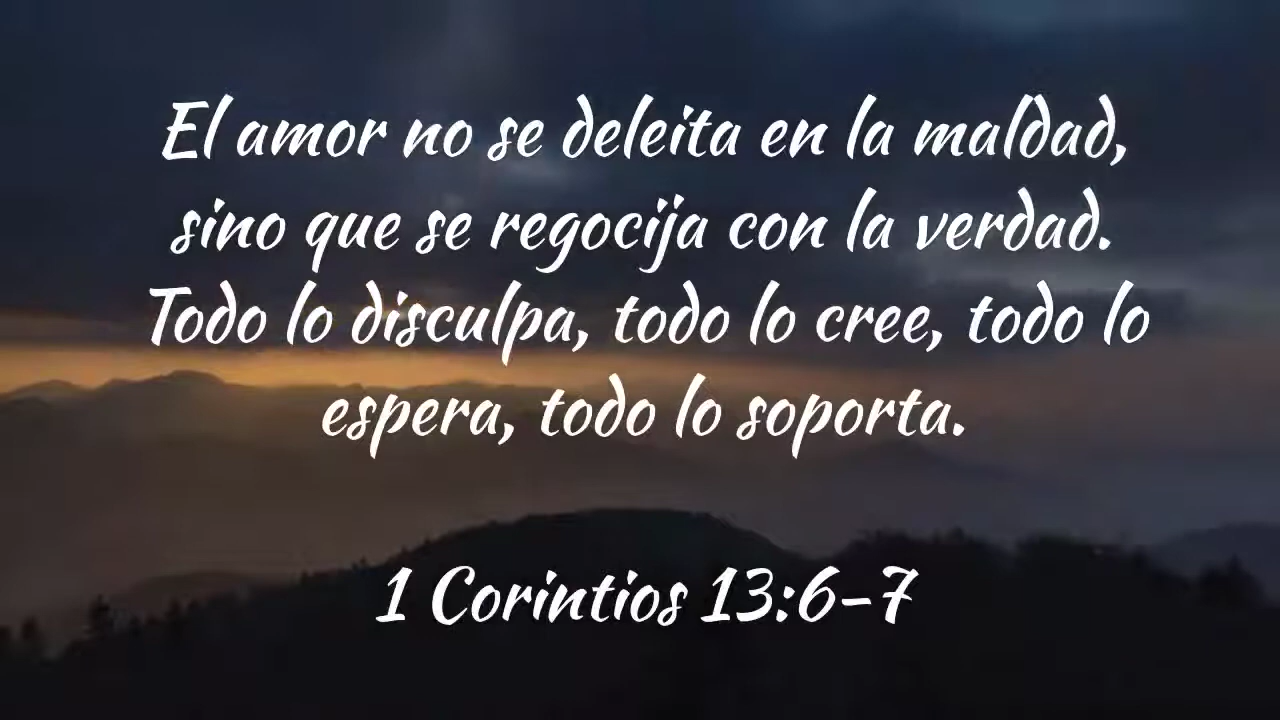 El amor no se deleita en la maldad,
sino que se regocija con la verdad.
Todo lo disculpa, todo lo cree, todo lo
espera, todo lo soporta.
1 Corintios 13:6-7